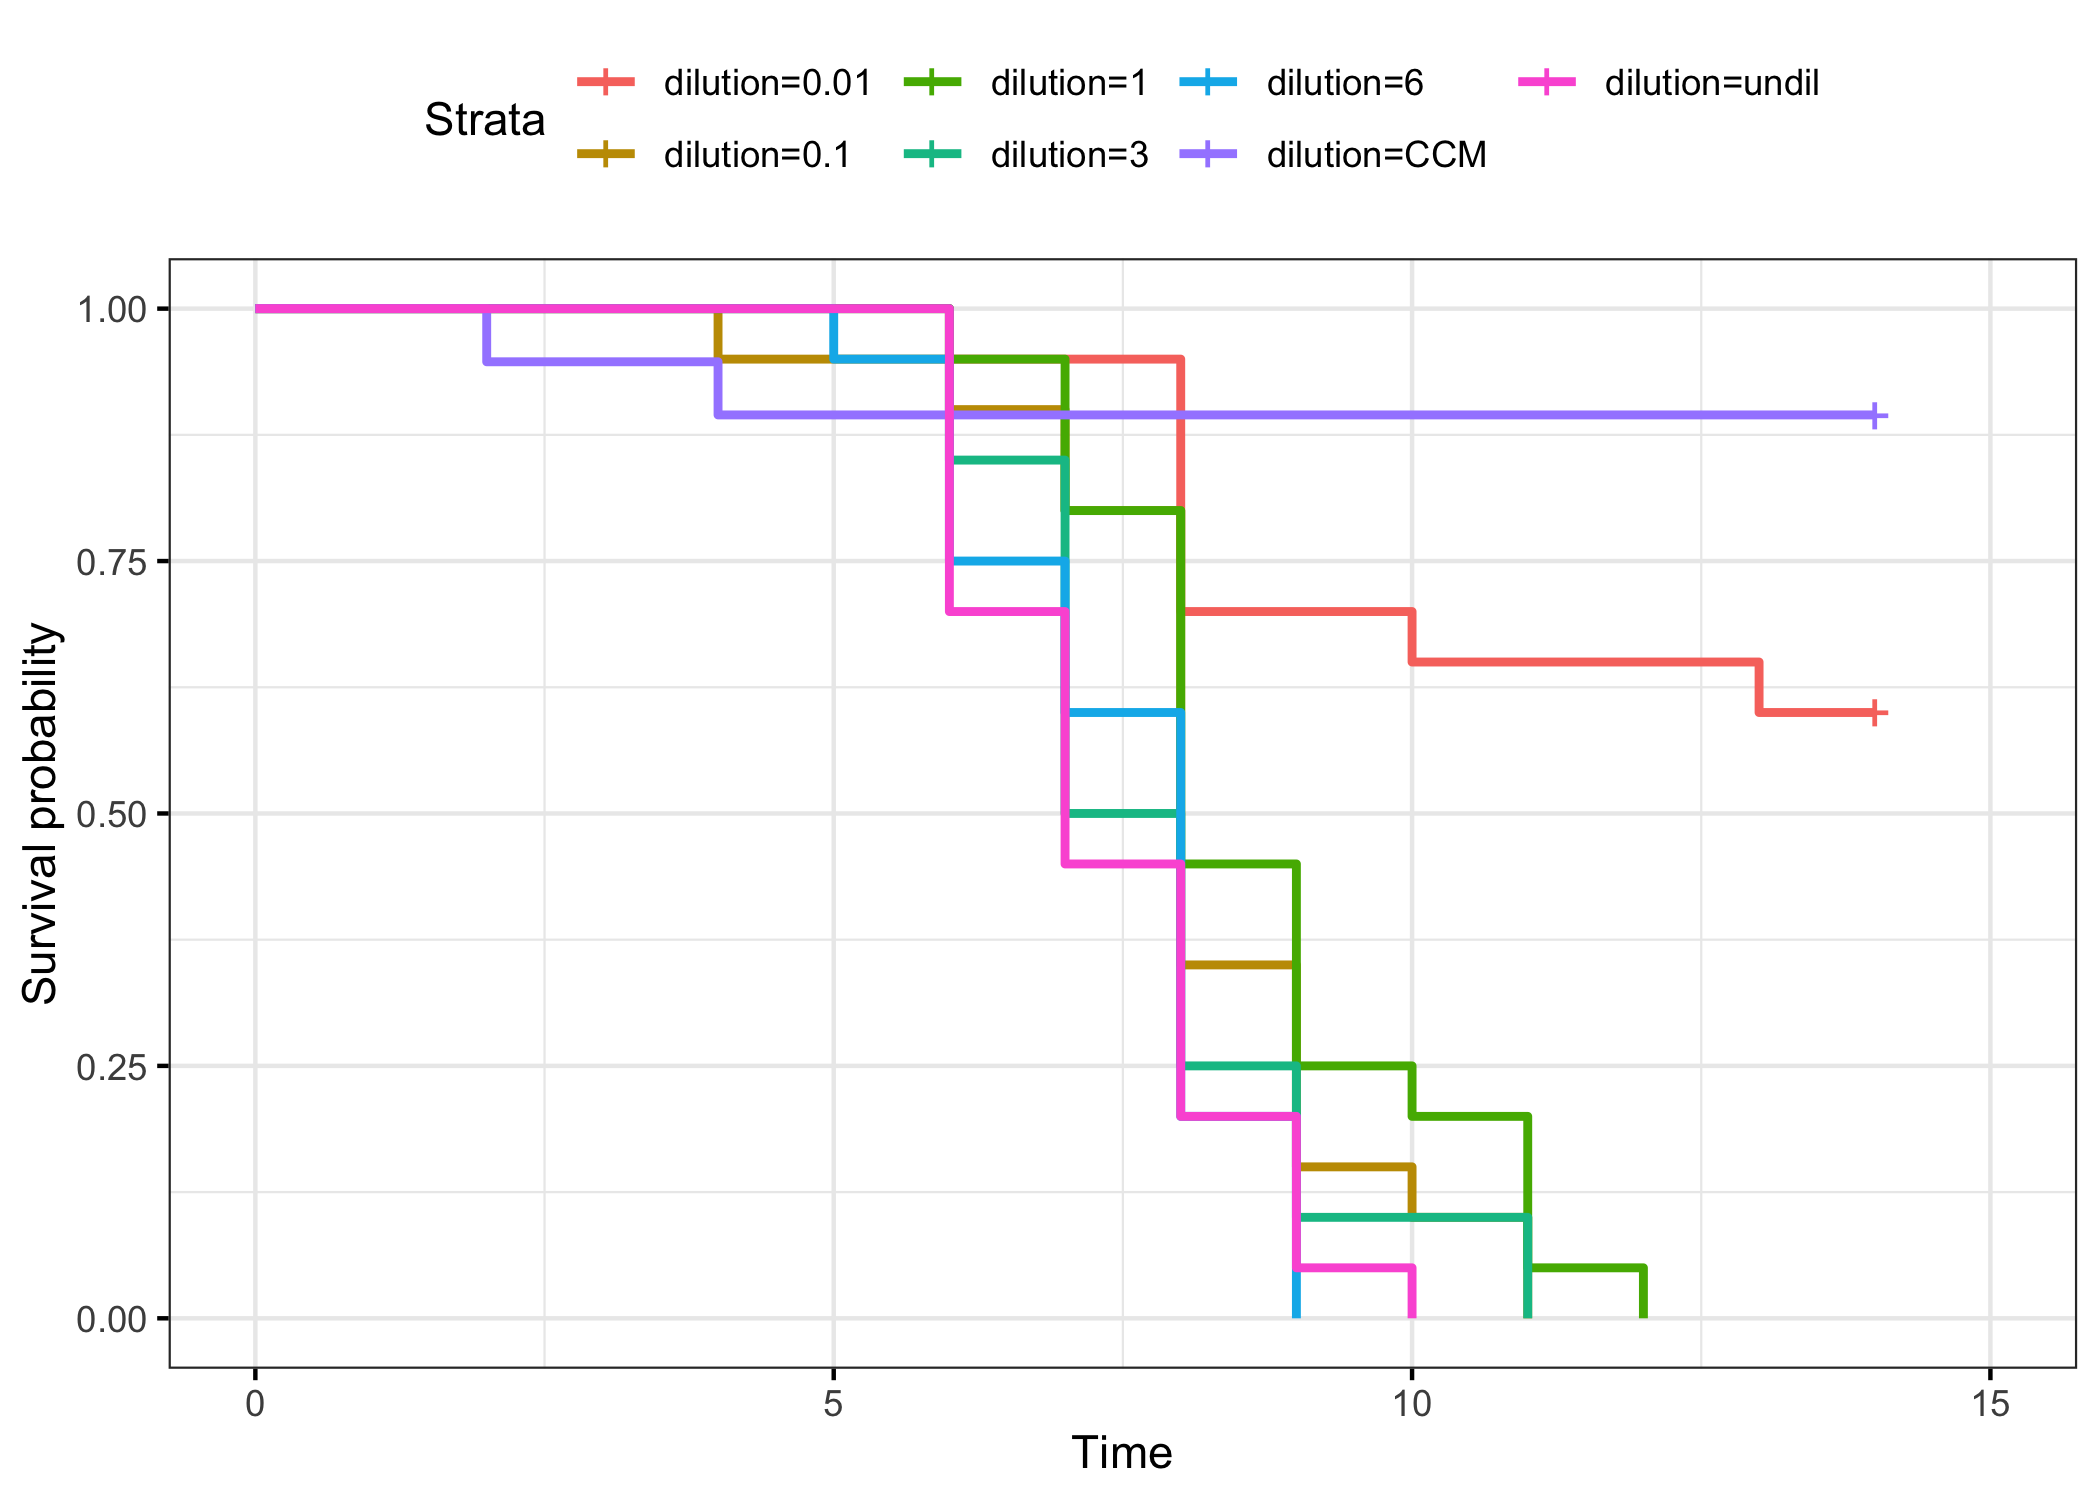 Strata
dilution=0.01 dilution=1 dilution=6 dilution=undil
dilution=0.1 dilution=3 dilution=CCM
Survival probability
1.00
0.75
0.50
0.25
0.00
0 5 10 15
Time